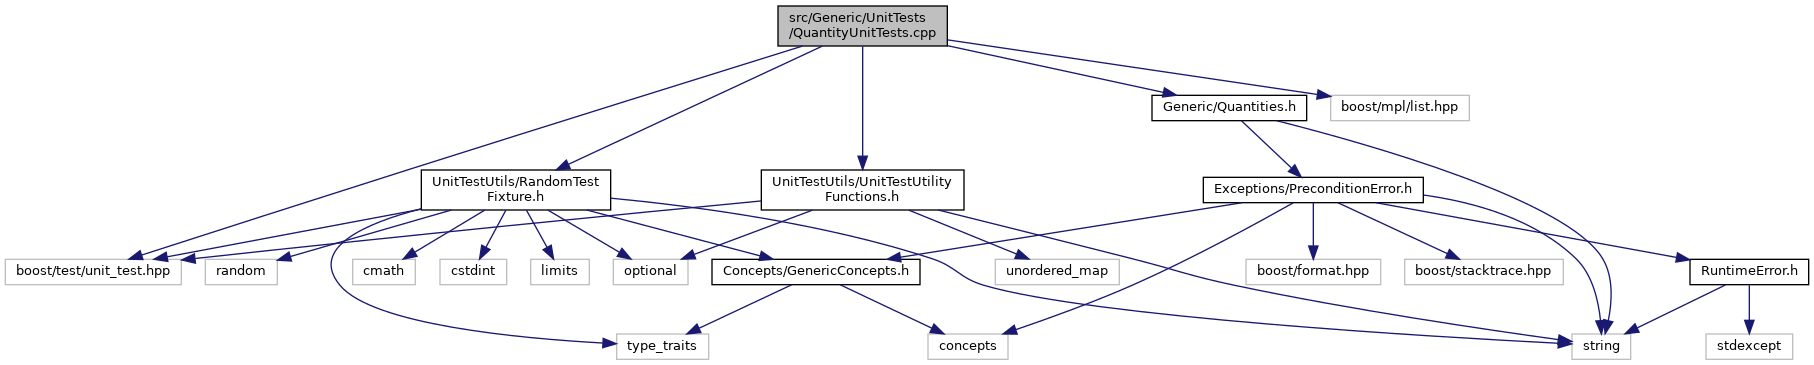 src/Generic/UnitTests
/QuantityUnitTests.cpp
Generic/Quantities.h
boost/mpl/list.hpp
UnitTestUtils/RandomTest
Fixture.h
UnitTestUtils/UnitTestUtility
Functions.h
Exceptions/PreconditionError.h
boost/test/unit_test.hpp
random
cmath
cstdint
limits
optional
Concepts/GenericConcepts.h
unordered_map
boost/format.hpp
boost/stacktrace.hpp
RuntimeError.h
type_traits
concepts
string
stdexcept